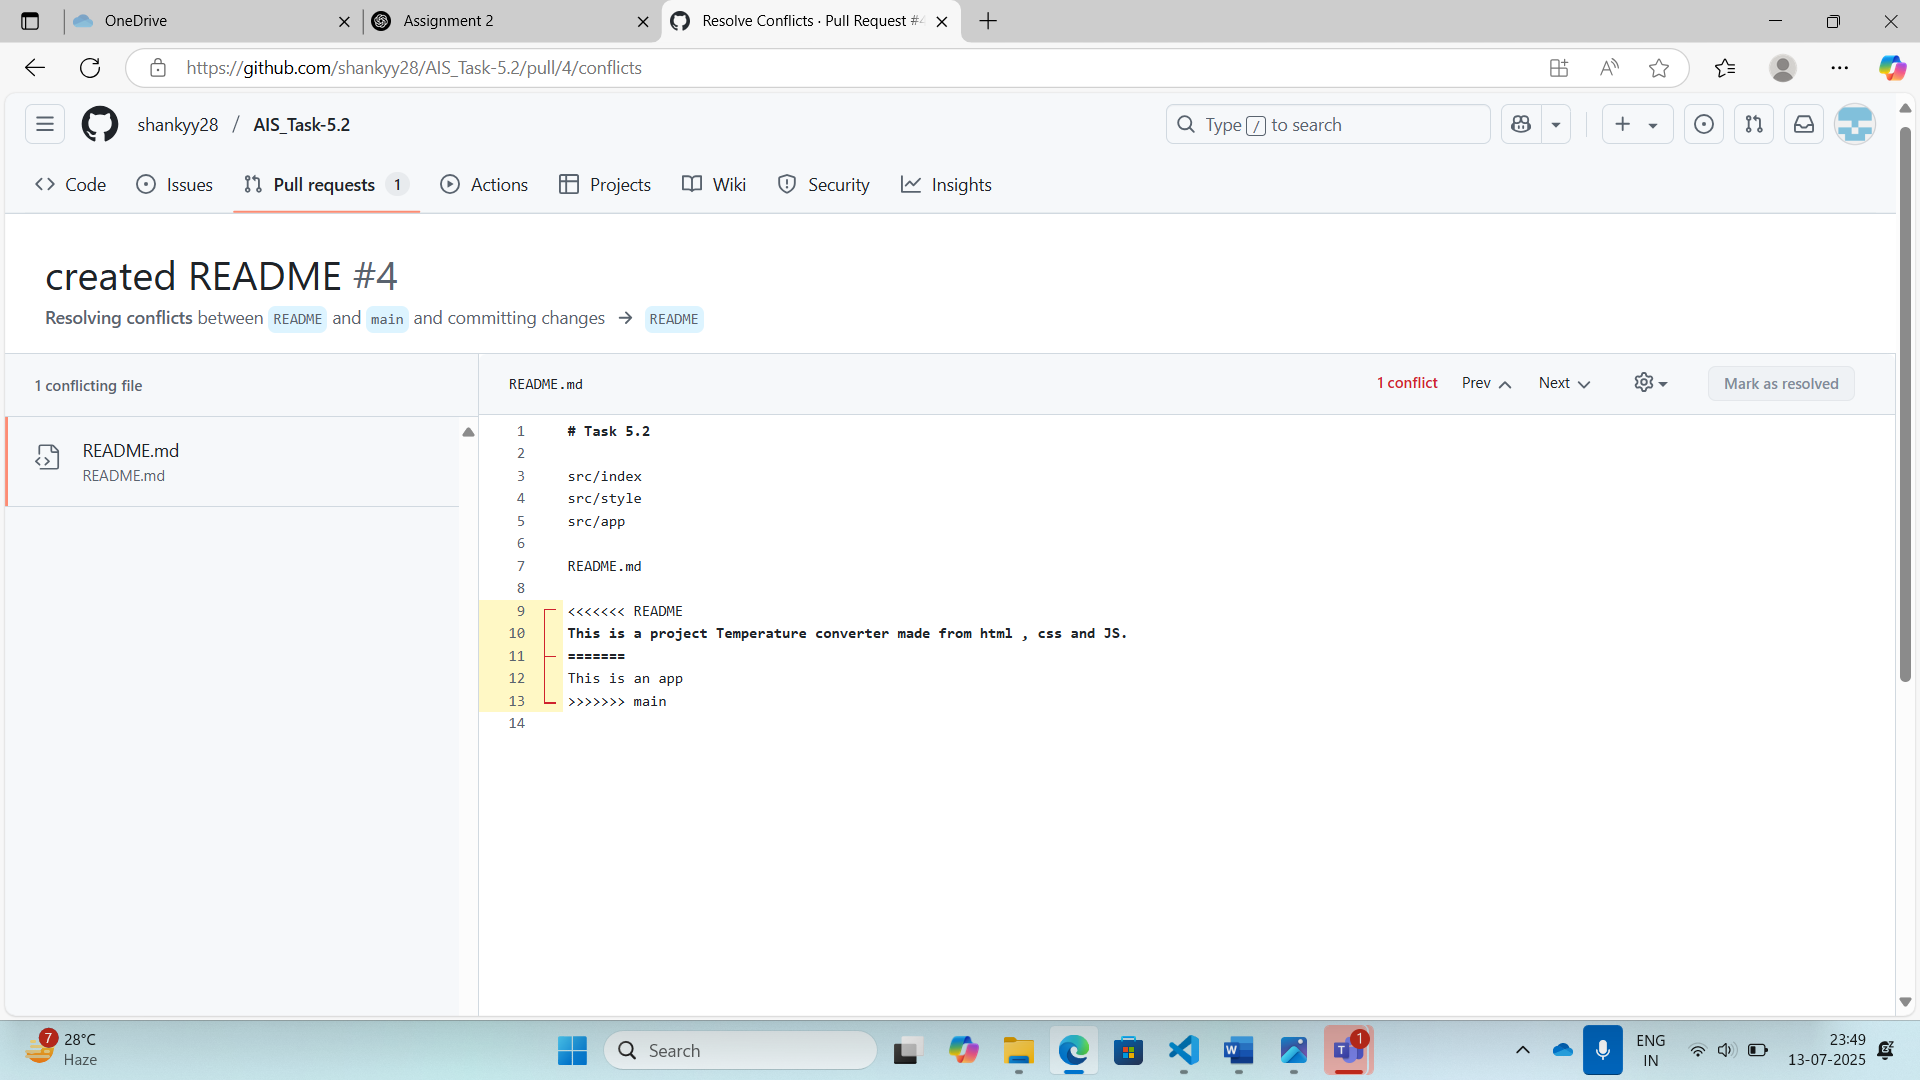 OneDrive
Assignment 2
Resolve Conflicts · Pull Request #4
https://github.com/shankyy28/AIS_Task-5.2/pull/4/conflicts
shankyy28 / AIS_Task-5.2
Type / to search
Code
Issues
Pull requests 1
Actions
Projects
Wiki
Security
Insights
created README #4
Resolving conflicts between README and main and committing changes → README
1 conflicting file
README.md
README.md
README.md
1 conflict
Prev
Next
Mark as resolved
1 # Task 5.2
2
3 src/index
4 src/style
5 src/app
6
7 README.md
8
9 <<<<<<< README
10 This is a project Temperature converter made from html , css and JS.
11 =======
12 This is an app
13 >>>>>>> main
14
7
28°C
Haze
Search
1
ENG
IN
23:49
13-07-2025